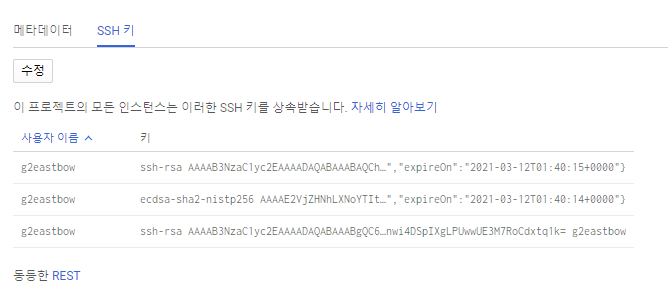 메타데이터 SSH 키
수정
이 프로젝트의 모든 인스턴스는 이러한 SSH 키를 상속받습니다. 자세히 알아보기
사용자 이름 키
g2eastbow ssh-rsa AAAAB3NzaC1yc2EAAAADAQABAAABAQCh…","expireOn":"2021-03-12T01:40:15+0000"}
g2eastbow ecdsa-sha2-nistp256 AAAAE2VjZHNhLXNoYTIt…","expireOn":"2021-03-12T01:40:14+0000"}
g2eastbow ssh-rsa AAAAB3NzaC1yc2EAAAADAQABAAABgQC6…nwi4DSpIXgLPUwwUE3M7RoCdxtq1k= g2eastbow
동등한 REST